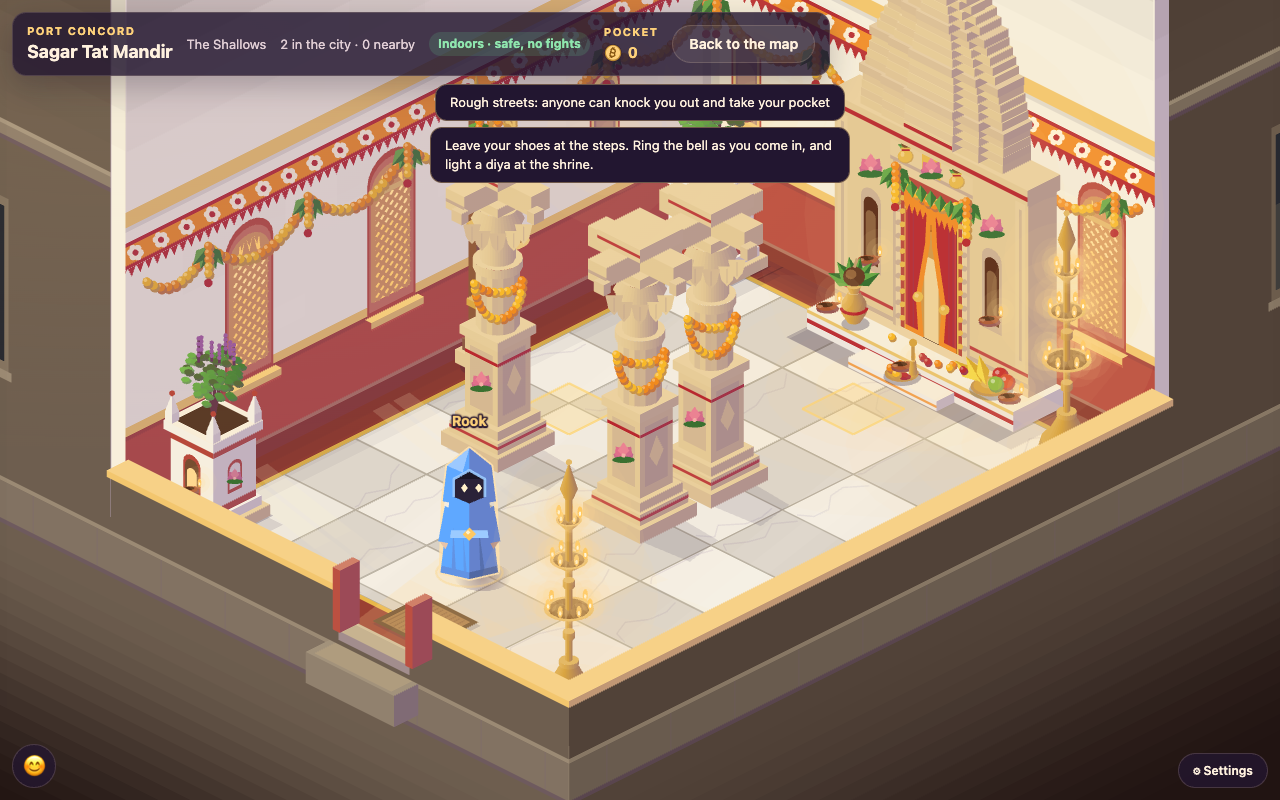 PORT CONCORD
Sagar Tat Mandir
The Shallows
2 in the city · 0 nearby
Indoors · safe, no fights
POCKET
0
Back to the map
Rough streets: anyone can knock you out and take your pocket
Leave your shoes at the steps. Ring the bell as you come in, and
light a diya at the shrine.
Rook
Settings